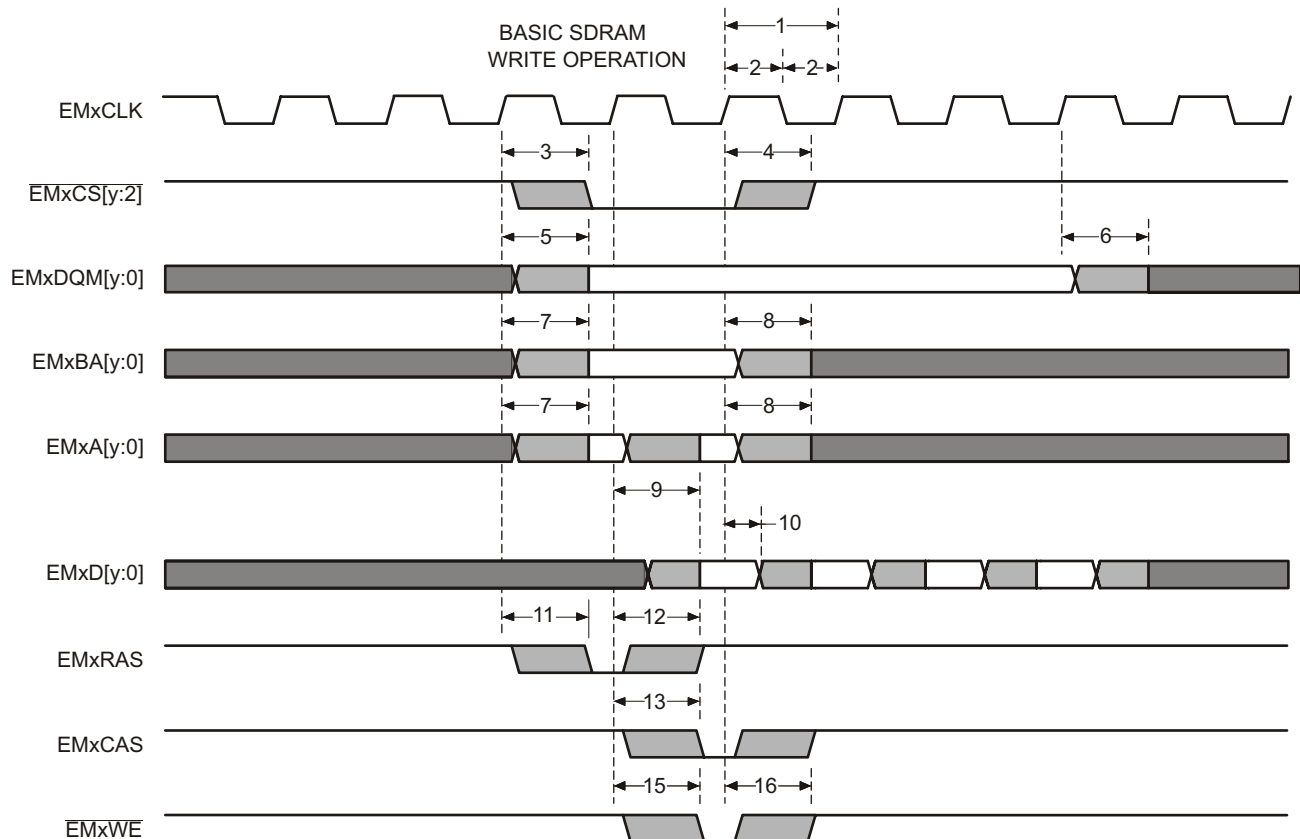 BASIC SDRAM
WRITE OPERATION
1
2 2
EMxCLK
3 4
EMxCS[y:2]
5 6
EMxDQM[y:0]
7 8
EMxBA[y:0]
7 8
EMxA[y:0]
9
10
EMxD[y:0]
11 12
EMxRAS
13
EMxCAS
15 16
EMxWE